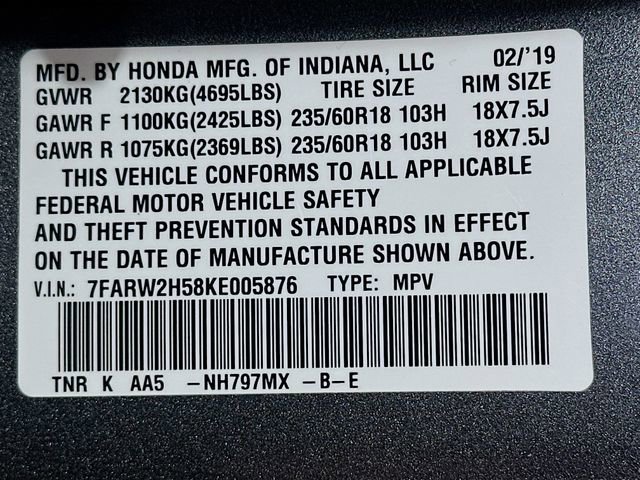 MFD. BY HONDA MFG. OF INDIANA, LLC 02/'19
GVWR 2130KG(4695LBS) TIRE SIZE RIM SIZE
GAWR F 1100KG(2425LBS) 235/60R18 103H 18X7.5J
GAWR R 1075KG(2369LBS) 235/60R18 103H 18X7.5J
THIS VEHICLE CONFORMS TO ALL APPLICABLE
FEDERAL MOTOR VEHICLE SAFETY
AND THEFT PREVENTION STANDARDS IN EFFECT
ON THE DATE OF MANUFACTURE SHOWN ABOVE.
V.I.N.: 7FARW2H58KE005876 TYPE: MPV
TNR K AA5 -NH797MX -B-E